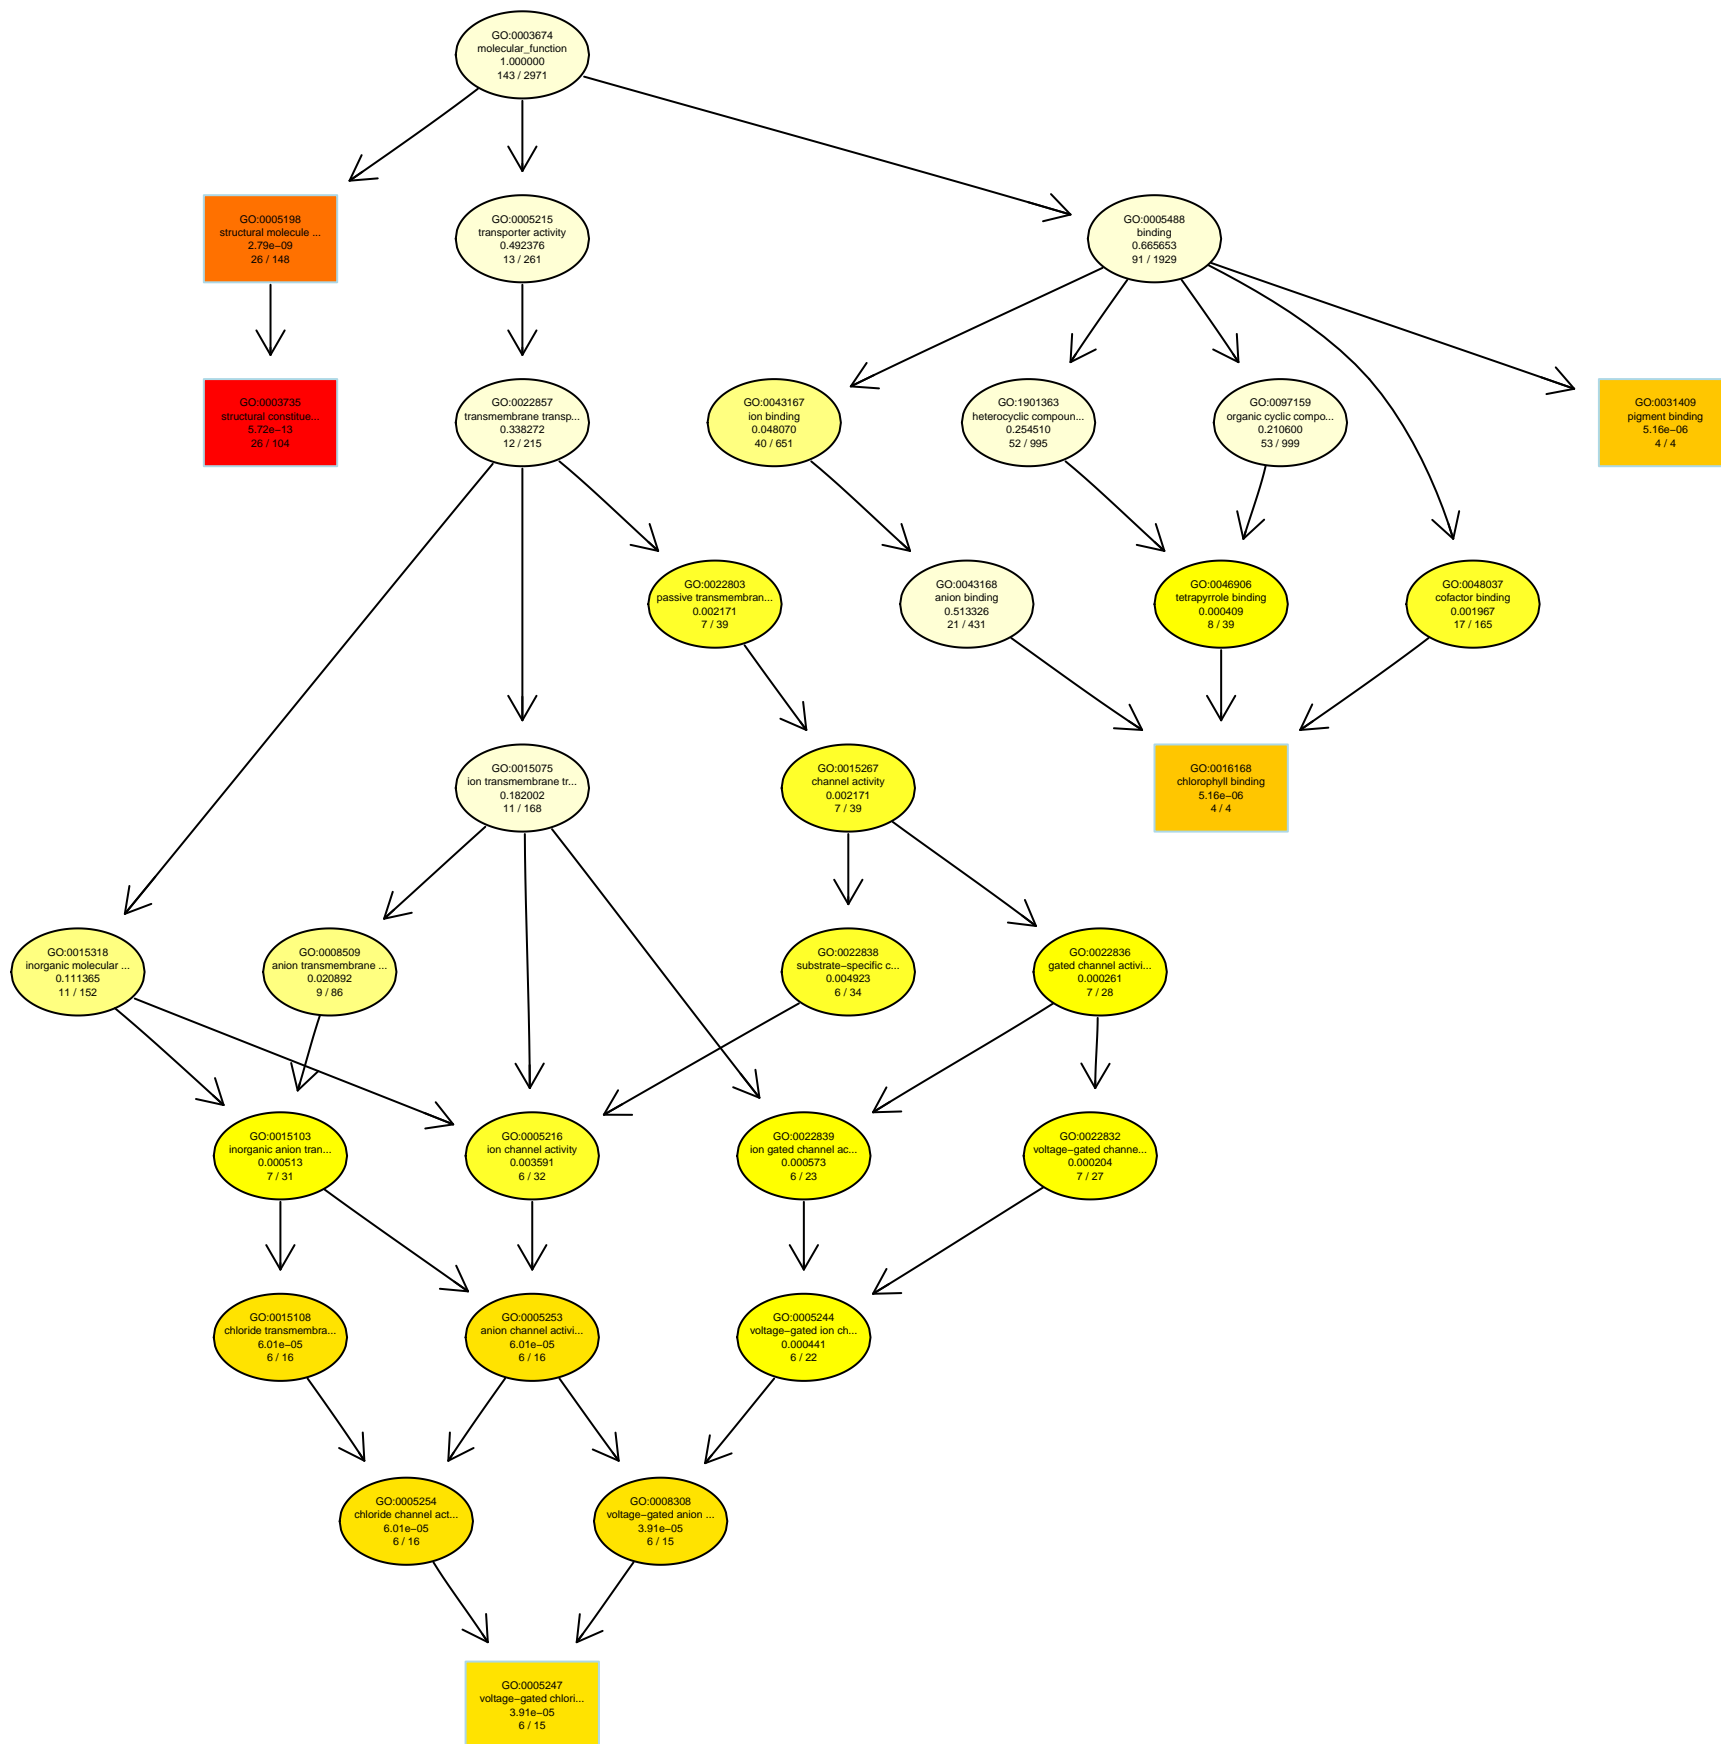 GO:0003674
molecular_function
1.000000
143 / 2971
GO:0005198
structural molecule ...
2.79e−09
26 / 148
GO:0005215
transporter activity
0.492376
13 / 261
GO:0005488
binding
0.665653
91 / 1929
GO:0003735
structural constitue...
5.72e−13
26 / 104
GO:0022857
transmembrane transp...
0.338272
12 / 215
GO:0043167
ion binding
0.048070
40 / 651
GO:1901363
heterocyclic compoun...
0.254510
52 / 995
GO:0097159
organic cyclic compo...
0.210600
53 / 999
GO:0031409
pigment binding
5.16e−06
4 / 4
GO:0022803
passive transmembran...
0.002171
7 / 39
GO:0043168
anion binding
0.513326
21 / 431
GO:0046906
tetrapyrrole binding
0.000409
8 / 39
GO:0048037
cofactor binding
0.001967
17 / 165
GO:0015075
ion transmembrane tr...
0.182002
11 / 168
GO:0015267
channel activity
0.002171
7 / 39
GO:0016168
chlorophyll binding
5.16e−06
4 / 4
GO:0015318
inorganic molecular ...
0.111365
11 / 152
GO:0008509
anion transmembrane ...
0.020892
9 / 86
GO:0022838
substrate−specific c...
0.004923
6 / 34
GO:0022836
gated channel activi...
0.000261
7 / 28
GO:0015103
inorganic anion tran...
0.000513
7 / 31
GO:0005216
ion channel activity
0.003591
6 / 32
GO:0022839
ion gated channel ac...
0.000573
6 / 23
GO:0022832
voltage−gated channe...
0.000204
7 / 27
GO:0015108
chloride transmembra...
6.01e−05
6 / 16
GO:0005253
anion channel activi...
6.01e−05
6 / 16
GO:0005244
voltage−gated ion ch...
0.000441
6 / 22
GO:0005254
chloride channel act...
6.01e−05
6 / 16
GO:0008308
voltage−gated anion ...
3.91e−05
6 / 15
GO:0005247
voltage−gated chlori...
3.91e−05
6 / 15